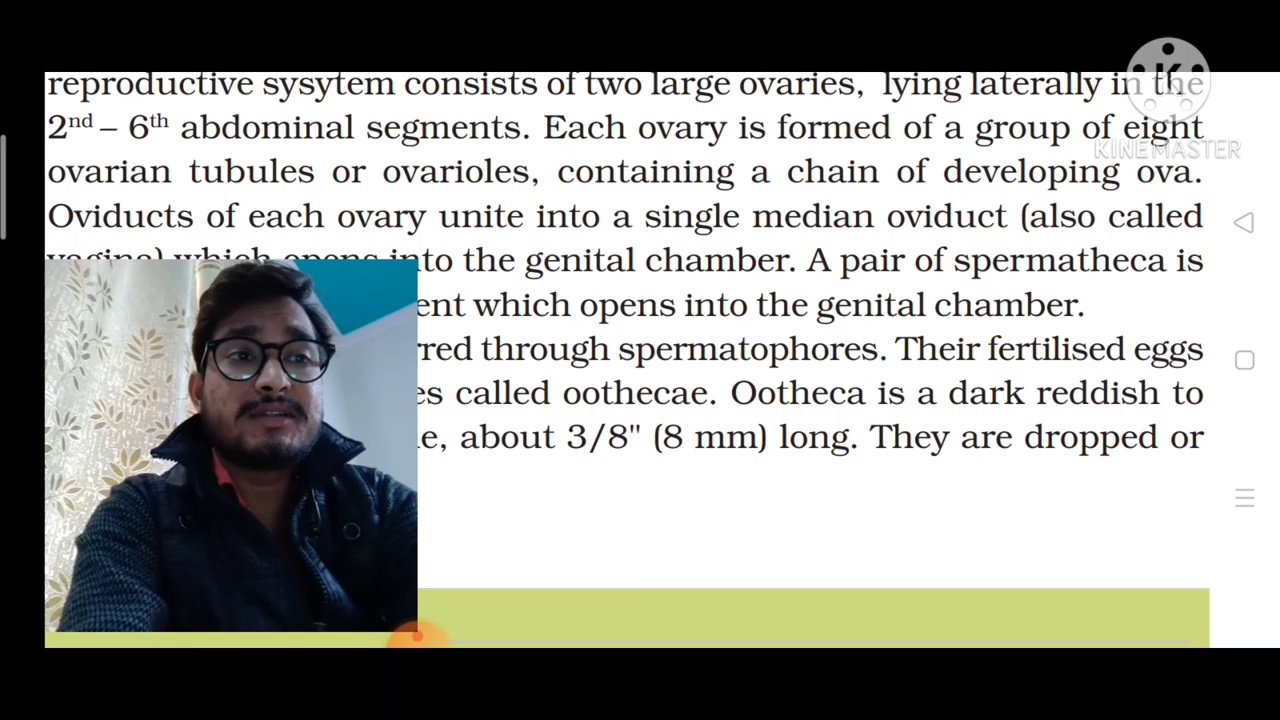 reproductive sysytem consists of two large ovaries, lying laterally in the
2nd – 6th abdominal segments. Each ovary is formed of a group of eight
ovarian tubules or ovarioles, containing a chain of developing ova.
Oviducts of each ovary unite into a single median oviduct (also called
vagina) which opens into the genital chamber. A pair of spermatheca is
which opens into the genital chamber.
through spermatophores. Their fertilised eggs
called oothecae. Ootheca is a dark reddish to
about 3/8" (8 mm) long. They are dropped or
KINEMASTER